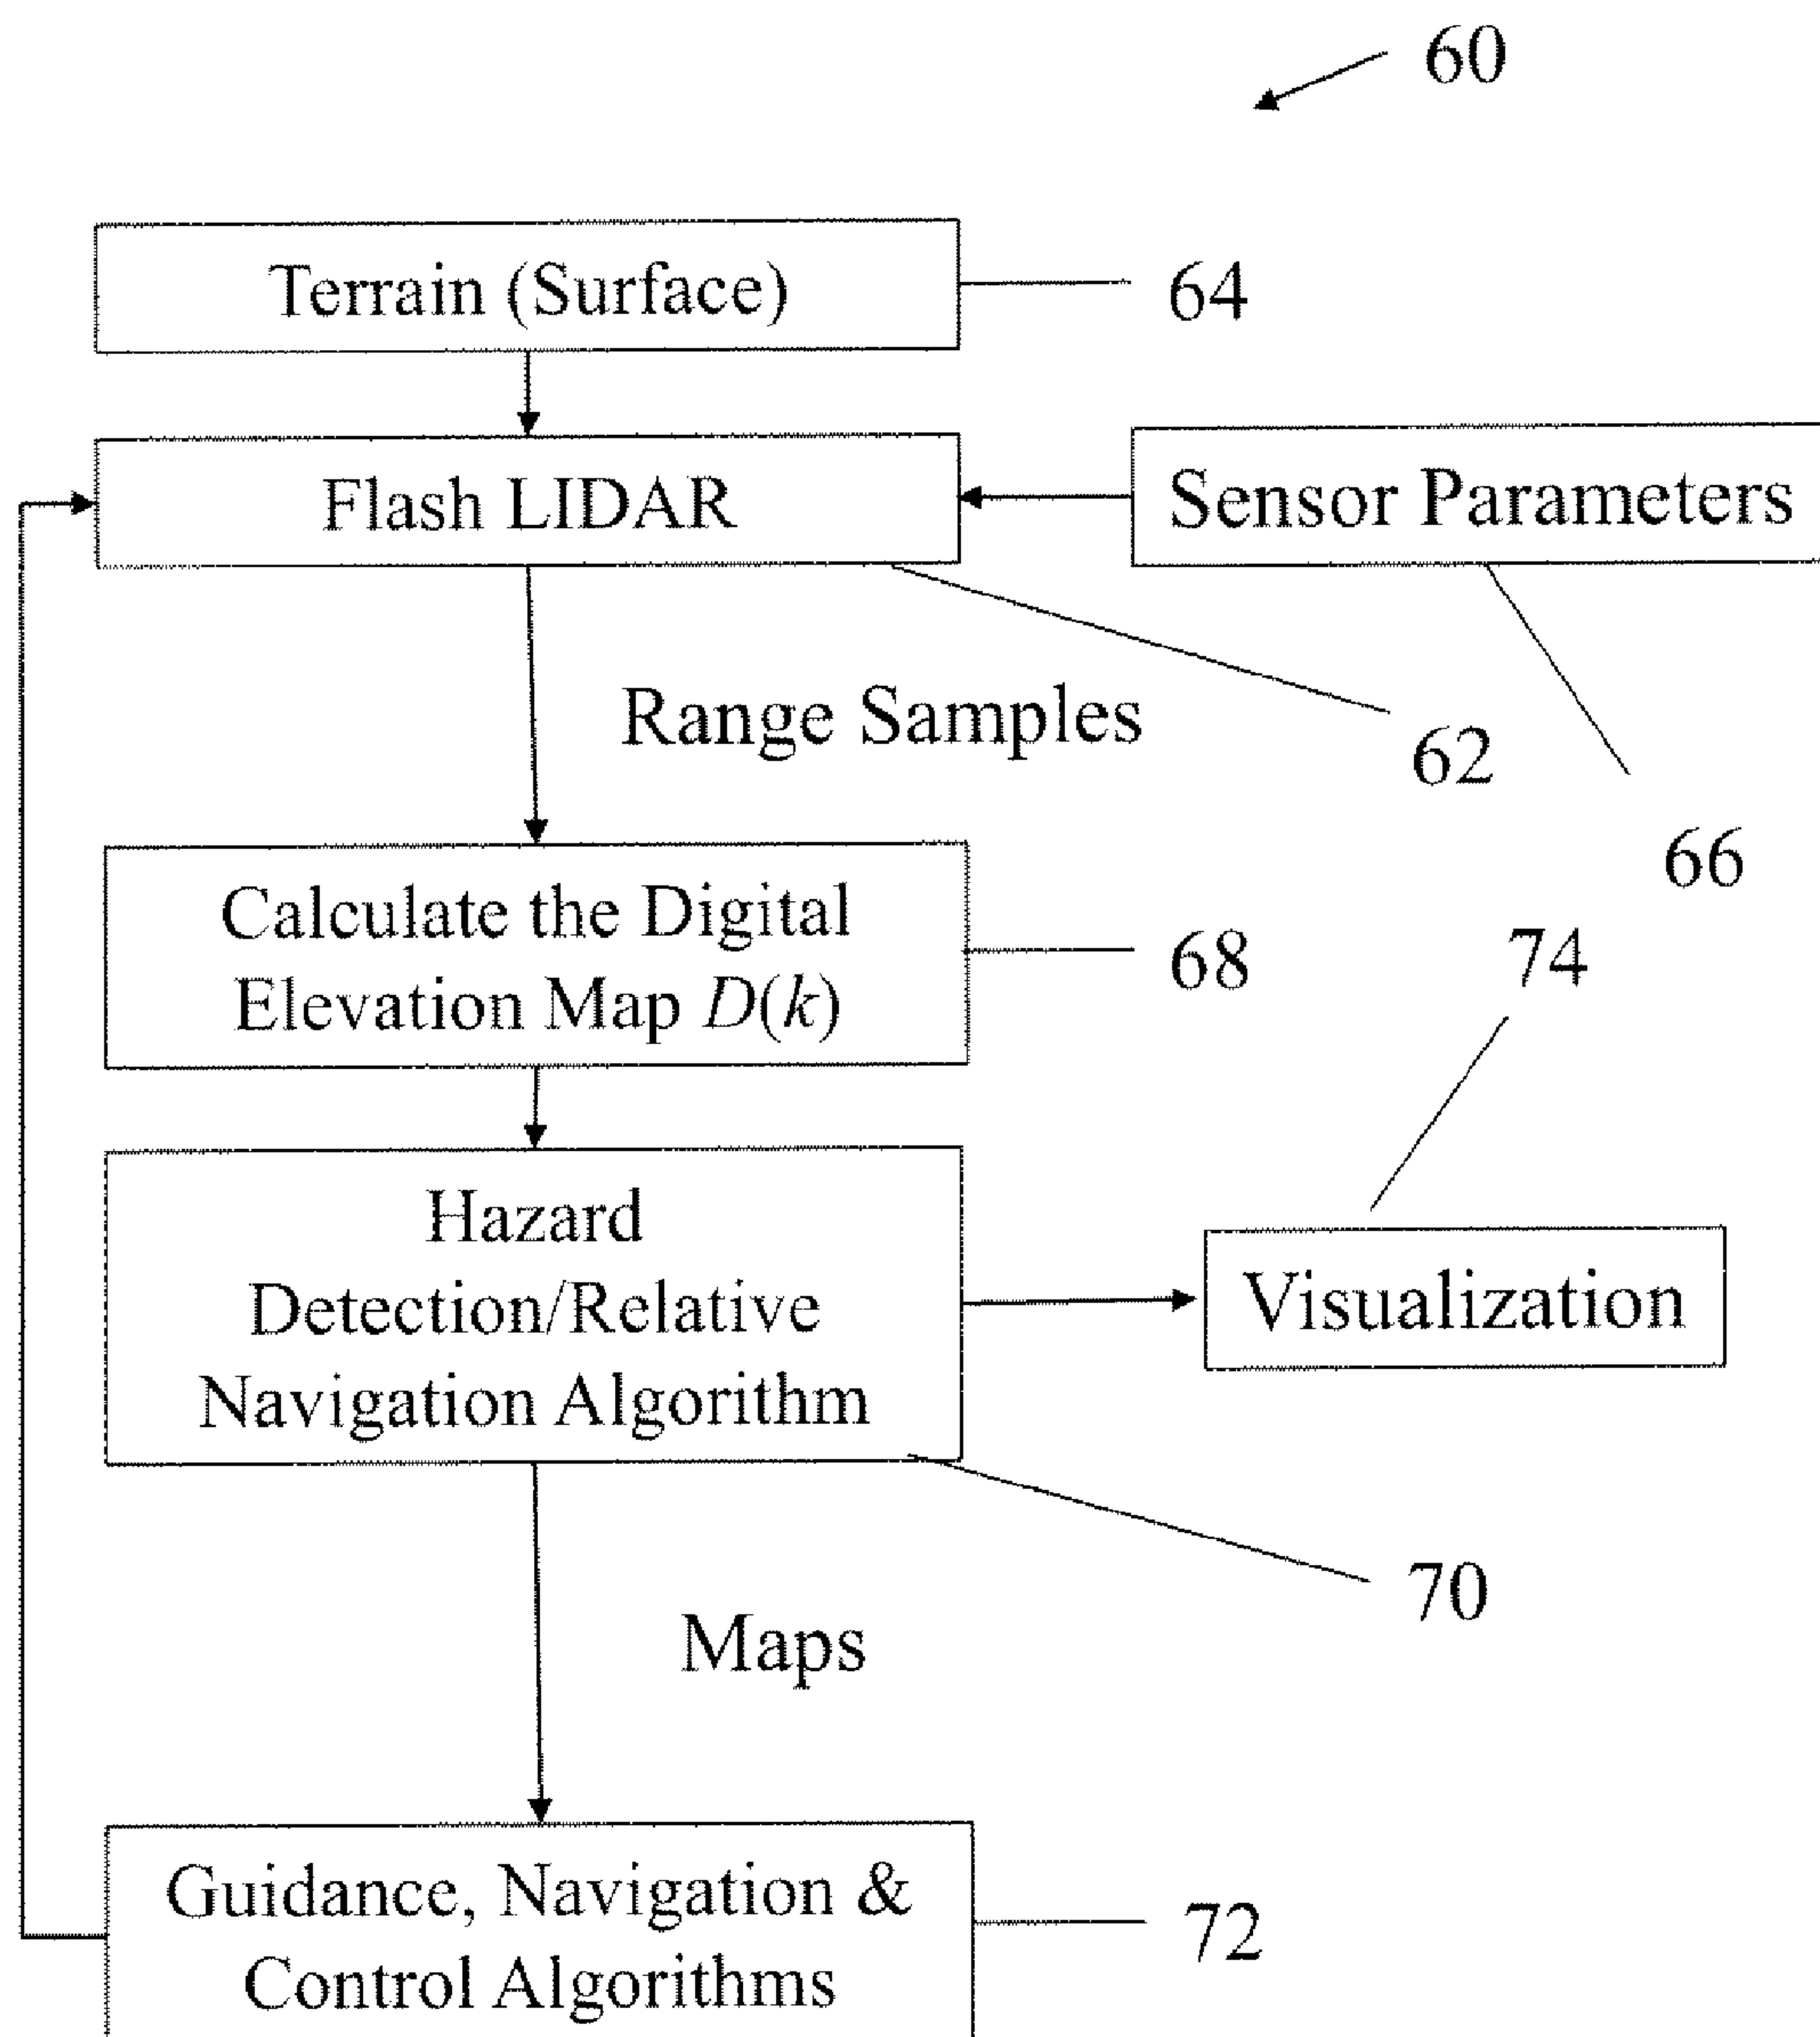 60
Terrain (Surface)
64
Flash LIDAR
Sensor Parameters
Range Samples
62
66
Calculate the Digital
Elevation Map D(k)
68
74
Hazard
Detection/Relative
Navigation Algorithm
Visualization
70
Maps
Guidance, Navigation &
Control Algorithms
72